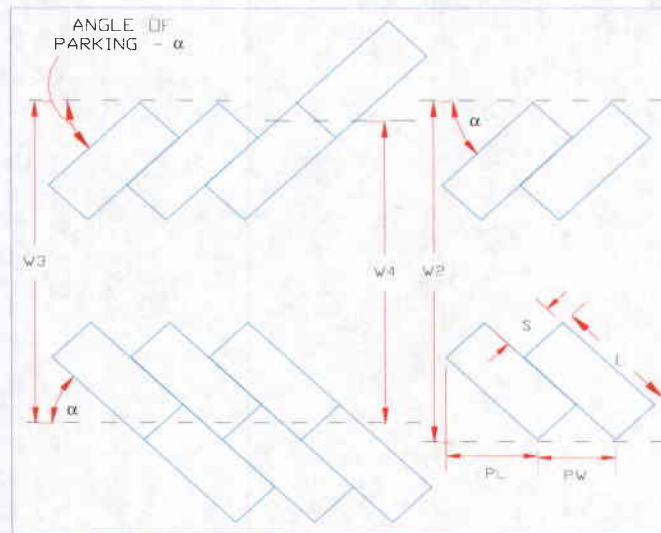 ANGLE OF
PARKING - α
α
W3
W4
W2
S
L
α
PL
PW